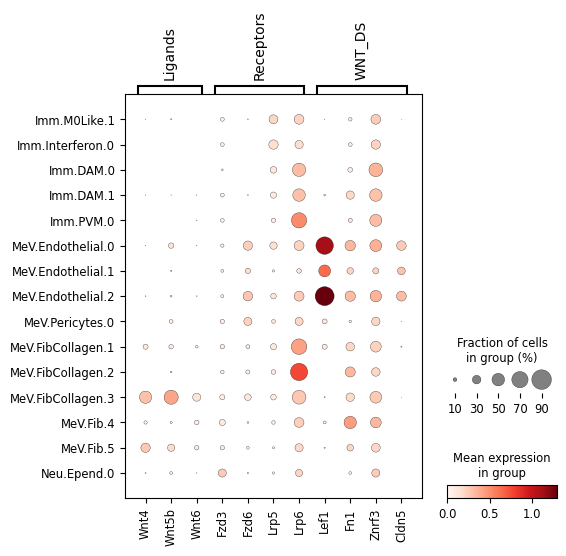 Ligands
Receptors
WNT_DS
Imm.M0Like.1
Imm.Interferon.0
Imm.DAM.0
Imm.DAM.1
Imm.PVM.0
MeV.Endothelial.0
MeV.Endothelial.1
MeV.Endothelial.2
MeV.Pericytes.0
MeV.FibCollagen.1
MeV.FibCollagen.2
MeV.FibCollagen.3
MeV.Fib.4
MeV.Fib.5
Neu.Epend.0
Wnt4
Wnt5b
Wnt6
Fzd3
Fzd6
Lrp5
Lrp6
Lef1
Fn1
Znrf3
Cldn5
Fraction of cells
in group (%)
10 30 50 70 90
Mean expression
in group
0.0 0.5 1.0